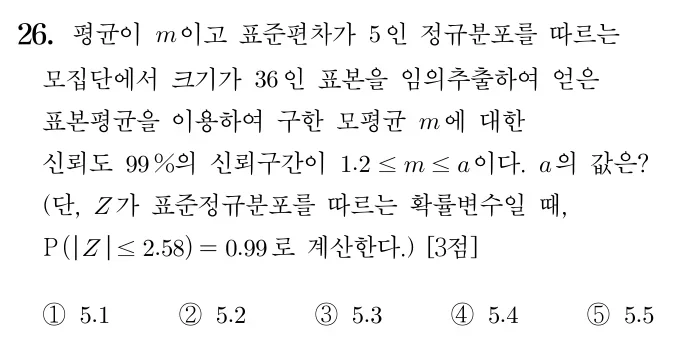 26. 평균이 m이고 표준편차가 5인 정규분포를 따르는
모집단에서 크기가 36인 표본을 임의추출하여 얻은
표본평균을 이용하여 구한 모평균 m에 대한
신뢰도 99%의 신뢰구간이 1.2 ≤ m ≤ a이다. a의 값은?
(단, Z가 표준정규분포를 따르는 확률변수일 때,
P(|Z| ≤ 2.58) = 0.99로 계산한다.) [3점]
① 5.1 ② 5.2 ③ 5.3 ④ 5.4 ⑤ 5.5